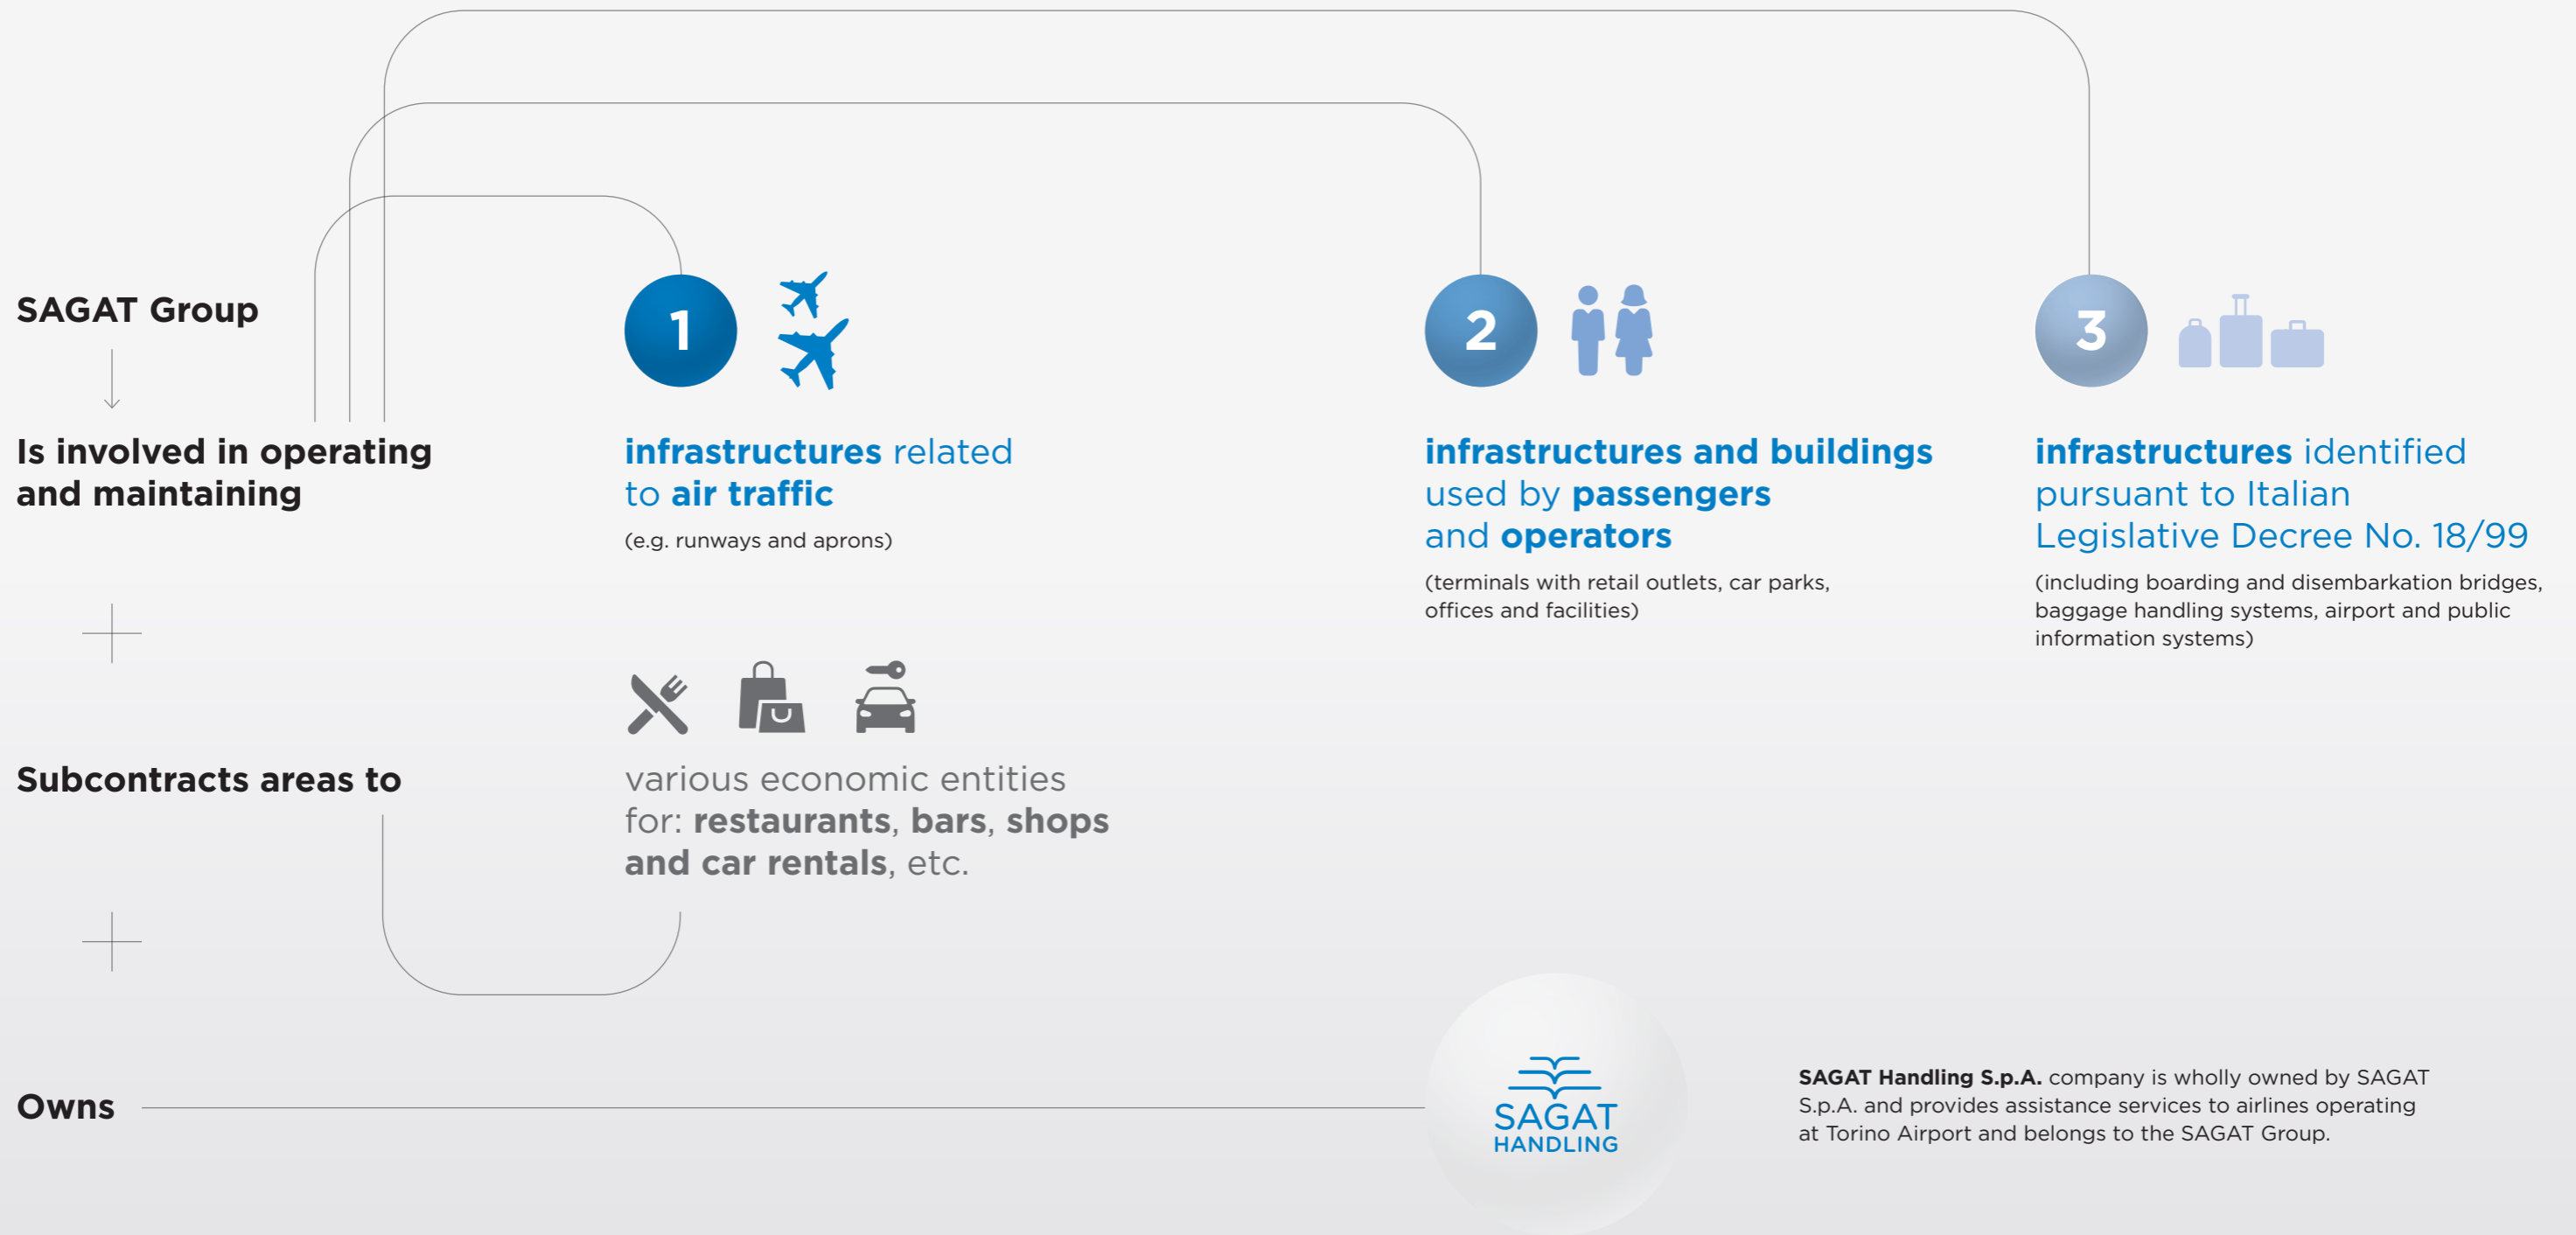 SAGAT Group
1
2
3
Is involved in operating
and maintaining
infrastructures related
to air traffic
(e.g. runways and aprons)
infrastructures and buildings
used by passengers
and operators
(terminals with retail outlets, car parks,
offices and facilities)
infrastructures identified
pursuant to Italian
Legislative Decree No. 18/99
(including boarding and disembarkation bridges,
baggage handling systems, airport and public
information systems)
Subcontracts areas to
various economic entities
for: restaurants, bars, shops
and car rentals, etc.
Owns
SAGAT
HANDLING
SAGAT Handling S.p.A. company is wholly owned by SAGAT
S.p.A. and provides assistance services to airlines operating
at Torino Airport and belongs to the SAGAT Group.